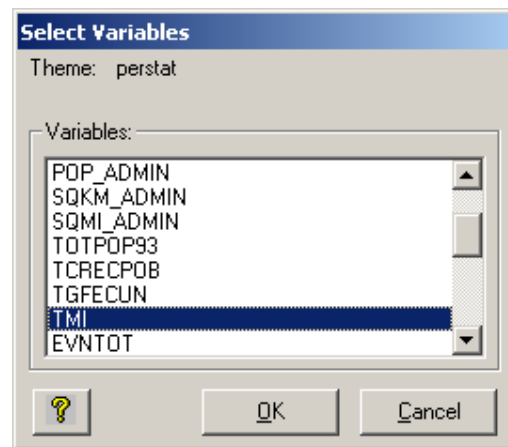 Select Variables
Theme: perstat
Variables:
POP_ADMIN
SQKM_ADMIN
SQMI_ADMIN
TOTPOP93
TCRECPOB
TGFECUN
TMI
EVNTOT
? OK Cancel